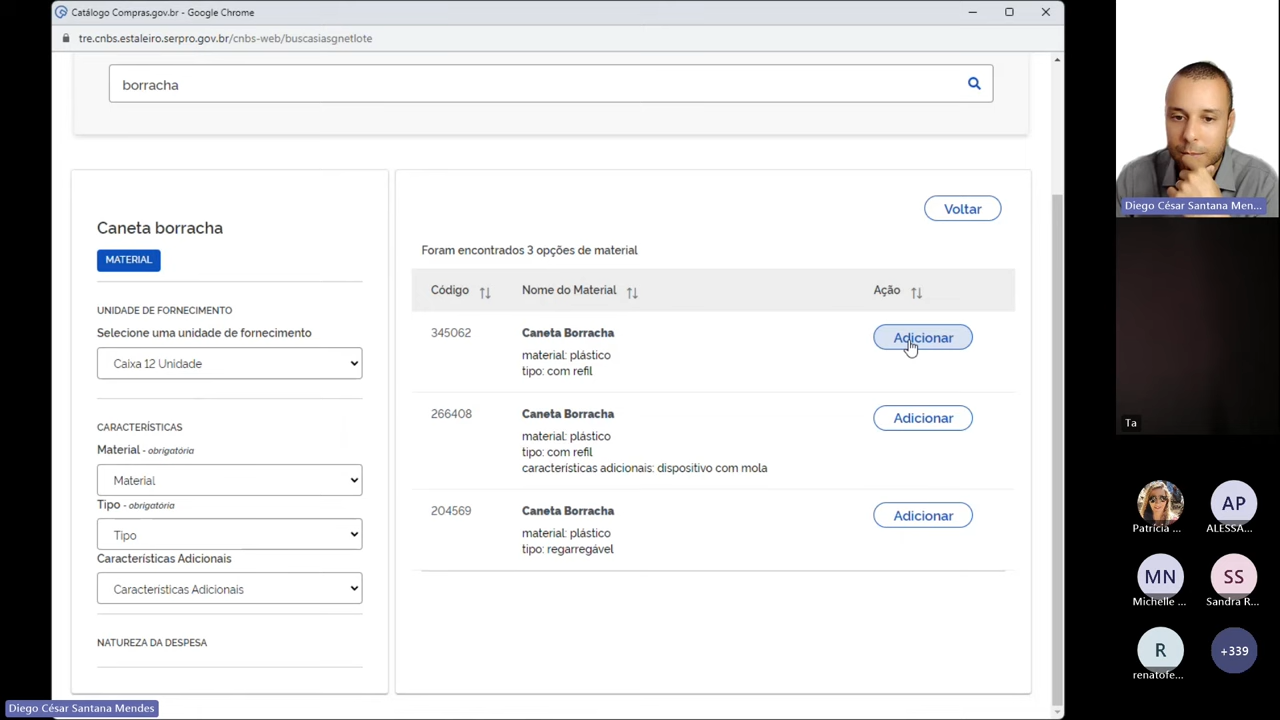 Catálogo Compras.gov.br - Google Chrome
tre.cnbs.estaleiro.serpro.gov.br/cnbs-web/buscasiasgnetlote
borracha
Caneta borracha
MATERIAL
UNIDADE DE FORNECIMENTO
Selecione uma unidade de fornecimento
Caixa 12 Unidade
CARACTERÍSTICAS
Material - obrigatória
Material
Tipo - obrigatória
Tipo
Características Adicionais
Características Adicionais
NATUREZA DA DESPESA
Voltar
Foram encontrados 3 opções de material
Código Nome do Material Ação
345062 Caneta Borracha Adicionar
material: plástico
tipo: com refil
266408 Caneta Borracha Adicionar
material: plástico
tipo: com refil
características adicionais: dispositivo com mola
204569 Caneta Borracha Adicionar
material: plástico
tipo: regarregável
Diego César Santana Mendes
Diego César Santana Men...
Ta
Patrícia ...
AP
ALESSA...
MN
Michelle ...
SS
Sandra R...
R
renatofe...
+339